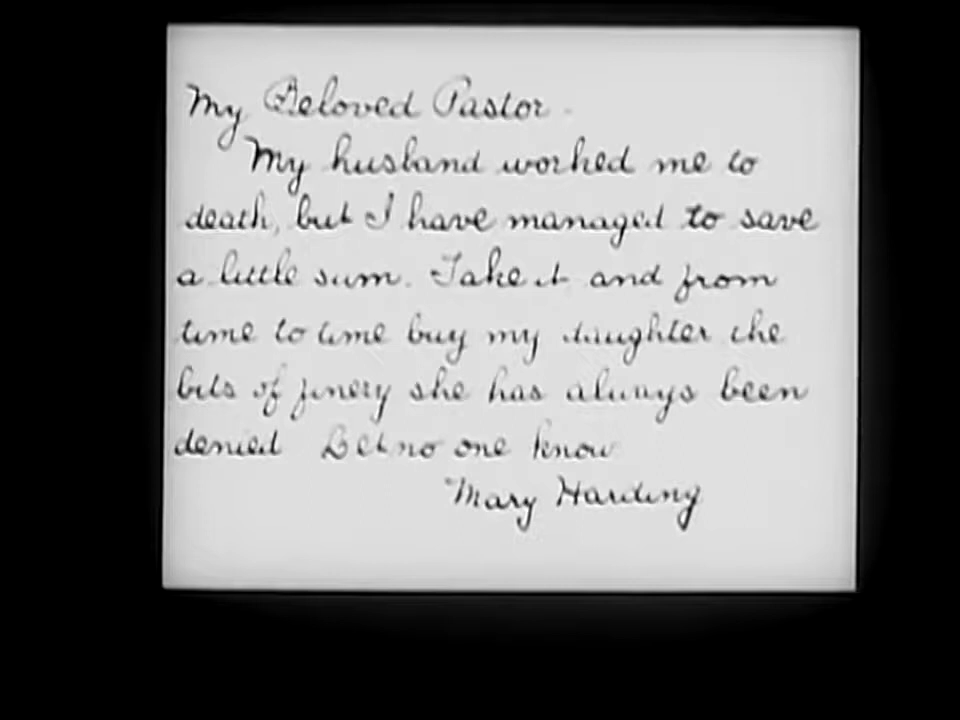 My Beloved Pastor -
My husband worked me to
death, but I have managed to save
a little sum. Take it and from
time to time buy my daughter the
bits of finery she has always been
denied Let no one know
Mary Harding